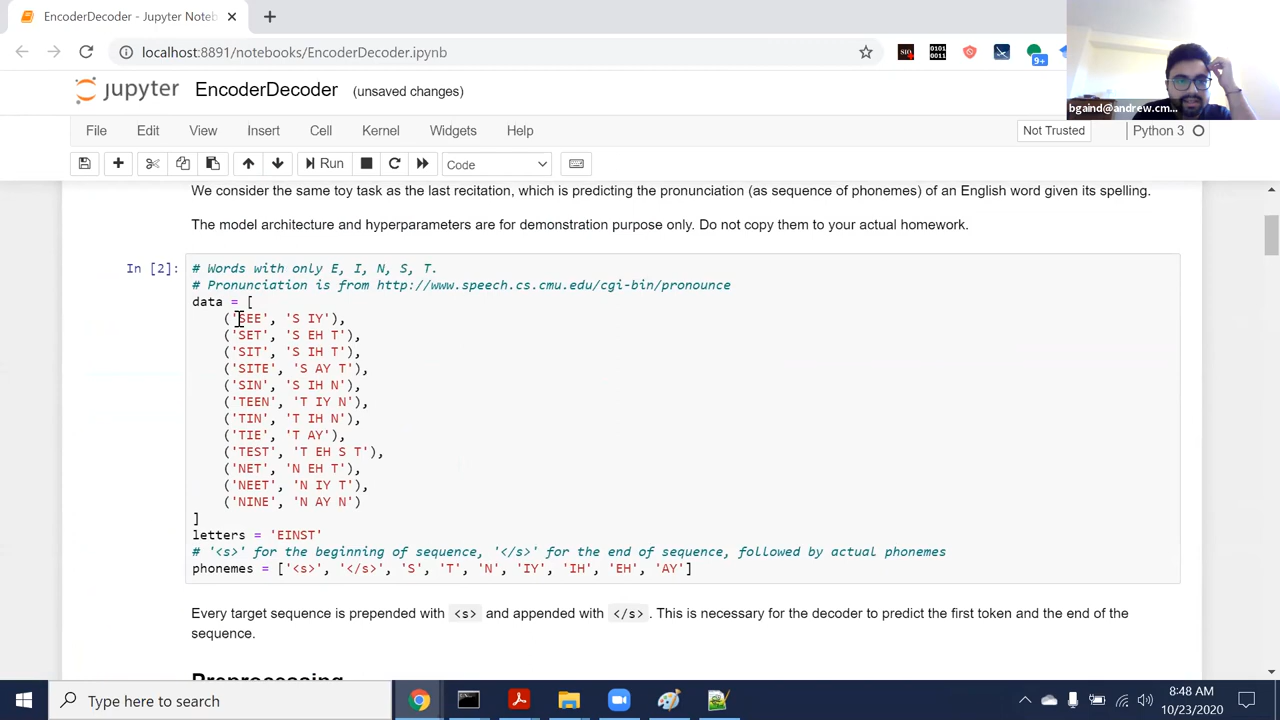 EncoderDecoder - Jupyter Noteb
localhost:8891/notebooks/EncoderDecoder.ipynb
9+
bgaind@andrew.cm...
jupyter EncoderDecoder (unsaved changes)
File Edit View Insert Cell Kernel Widgets Help
Not Trusted Python 3
Run Code
We consider the same toy task as the last recitation, which is predicting the pronunciation (as sequence of phonemes) of an English word given its spelling.
The model architecture and hyperparameters are for demonstration purpose only. Do not copy them to your actual homework.
In [2]: # Words with only E, I, N, S, T.
# Pronunciation is from http://www.speech.cs.cmu.edu/cgi-bin/pronounce
data = [
('SEE', 'S IY'),
('SET', 'S EH T'),
('SIT', 'S IH T'),
('SITE', 'S AY T'),
('SIN', 'S IH N'),
('TEEN', 'T IY N'),
('TIN', 'T IH N'),
('TIE', 'T AY'),
('TEST', 'T EH S T'),
('NET', 'N EH T'),
('NEET', 'N IY T'),
('NINE', 'N AY N')
]
letters = 'EINST'
# '<s>' for the beginning of sequence, '</s>' for the end of sequence, followed by actual phonemes
phonemes = ['<s>', '</s>', 'S', 'T', 'N', 'IY', 'IH', 'EH', 'AY']
Every target sequence is prepended with <s> and appended with </s>. This is necessary for the decoder to predict the first token and the end of the
sequence.
Preprocessing
Type here to search
8:48 AM
10/23/2020